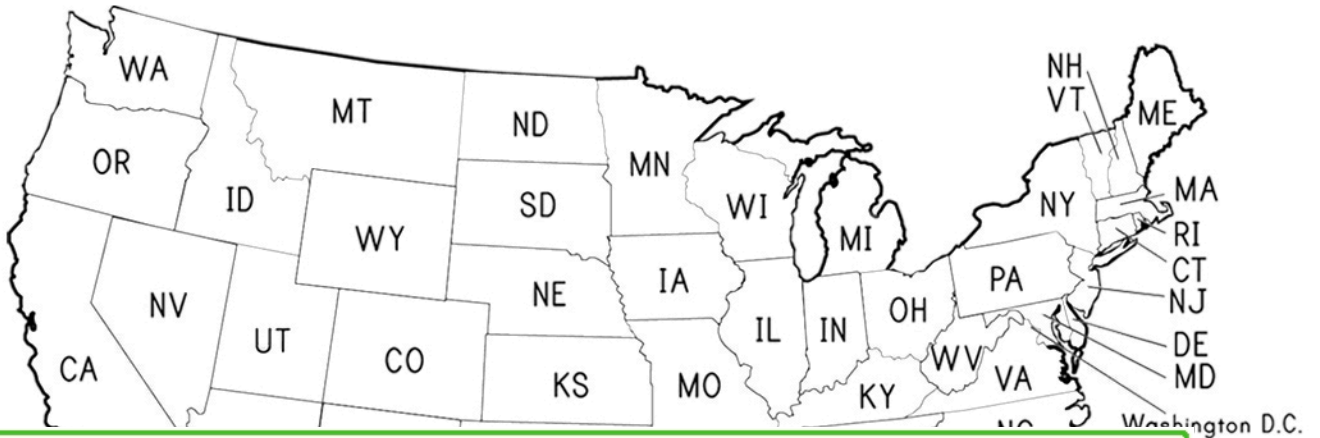 WA
MT
ND
MN
NH
VT
ME
OR
ID
SD
WI
WY
MI
NY
MA
RI
CT
NJ
NV
NE
IA
PA
UT
CO
IL
IN
OH
DE
MD
CA
KS
MO
KY
WV
VA
Washington D.C.